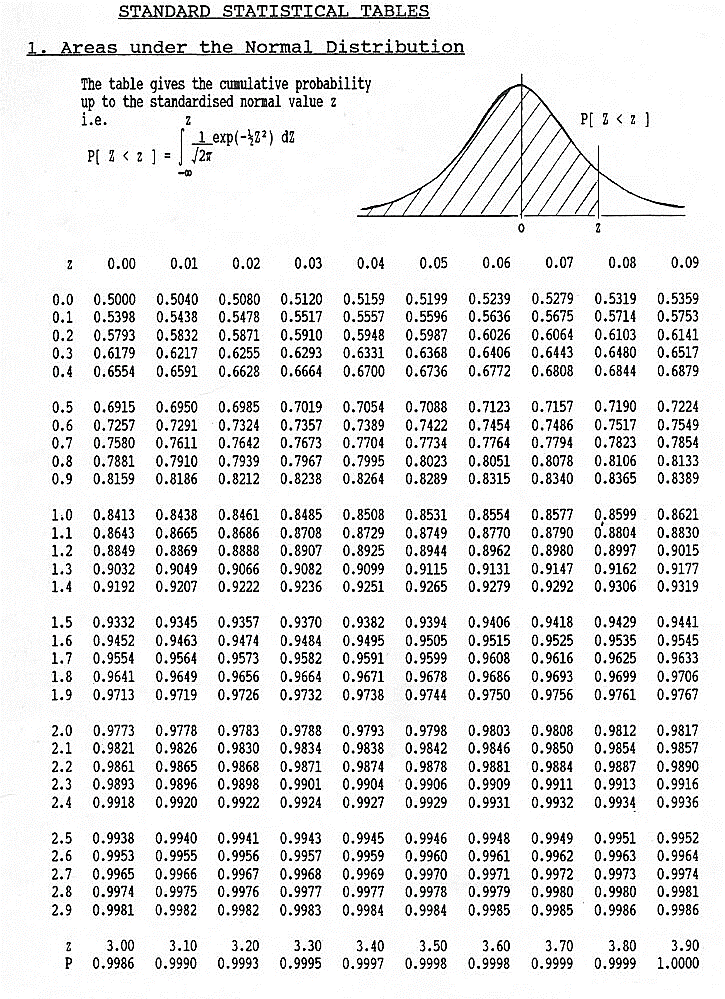 STANDARD STATISTICAL TABLES
1. Areas under the Normal Distribution
The table gives the cumulative probability
up to the standardised normal value z
i.e.
z
P[ Z < z ] = ∫ 1 exp(-½Z²) dZ
√2π
-∞
P[ Z < z ]
0 z
z 0.00 0.01 0.02 0.03 0.04 0.05 0.06 0.07 0.08 0.09
0.0 0.5000 0.5040 0.5080 0.5120 0.5159 0.5199 0.5239 0.5279 0.5319 0.5359
0.1 0.5398 0.5438 0.5478 0.5517 0.5557 0.5596 0.5636 0.5675 0.5714 0.5753
0.2 0.5793 0.5832 0.5871 0.5910 0.5948 0.5987 0.6026 0.6064 0.6103 0.6141
0.3 0.6179 0.6217 0.6255 0.6293 0.6331 0.6368 0.6406 0.6443 0.6480 0.6517
0.4 0.6554 0.6591 0.6628 0.6664 0.6700 0.6736 0.6772 0.6808 0.6844 0.6879
0.5 0.6915 0.6950 0.6985 0.7019 0.7054 0.7088 0.7123 0.7157 0.7190 0.7224
0.6 0.7257 0.7291 0.7324 0.7357 0.7389 0.7422 0.7454 0.7486 0.7517 0.7549
0.7 0.7580 0.7611 0.7642 0.7673 0.7704 0.7734 0.7764 0.7794 0.7823 0.7854
0.8 0.7881 0.7910 0.7939 0.7967 0.7995 0.8023 0.8051 0.8078 0.8106 0.8133
0.9 0.8159 0.8186 0.8212 0.8238 0.8264 0.8289 0.8315 0.8340 0.8365 0.8389
1.0 0.8413 0.8438 0.8461 0.8485 0.8508 0.8531 0.8554 0.8577 0.8599 0.8621
1.1 0.8643 0.8665 0.8686 0.8708 0.8729 0.8749 0.8770 0.8790 0.8804 0.8830
1.2 0.8849 0.8869 0.8888 0.8907 0.8925 0.8944 0.8962 0.8980 0.8997 0.9015
1.3 0.9032 0.9049 0.9066 0.9082 0.9099 0.9115 0.9131 0.9147 0.9162 0.9177
1.4 0.9192 0.9207 0.9222 0.9236 0.9251 0.9265 0.9279 0.9292 0.9306 0.9319
1.5 0.9332 0.9345 0.9357 0.9370 0.9382 0.9394 0.9406 0.9418 0.9429 0.9441
1.6 0.9452 0.9463 0.9474 0.9484 0.9495 0.9505 0.9515 0.9525 0.9535 0.9545
1.7 0.9554 0.9564 0.9573 0.9582 0.9591 0.9599 0.9608 0.9616 0.9625 0.9633
1.8 0.9641 0.9649 0.9656 0.9664 0.9671 0.9678 0.9686 0.9693 0.9699 0.9706
1.9 0.9713 0.9719 0.9726 0.9732 0.9738 0.9744 0.9750 0.9756 0.9761 0.9767
2.0 0.9773 0.9778 0.9783 0.9788 0.9793 0.9798 0.9803 0.9808 0.9812 0.9817
2.1 0.9821 0.9826 0.9830 0.9834 0.9838 0.9842 0.9846 0.9850 0.9854 0.9857
2.2 0.9861 0.9865 0.9868 0.9871 0.9874 0.9878 0.9881 0.9884 0.9887 0.9890
2.3 0.9893 0.9896 0.9898 0.9901 0.9904 0.9906 0.9909 0.9911 0.9913 0.9916
2.4 0.9918 0.9920 0.9922 0.9924 0.9927 0.9929 0.9931 0.9932 0.9934 0.9936
2.5 0.9938 0.9940 0.9941 0.9943 0.9945 0.9946 0.9948 0.9949 0.9951 0.9952
2.6 0.9953 0.9955 0.9956 0.9957 0.9959 0.9960 0.9961 0.9962 0.9963 0.9964
2.7 0.9965 0.9966 0.9967 0.9968 0.9969 0.9970 0.9971 0.9972 0.9973 0.9974
2.8 0.9974 0.9975 0.9976 0.9977 0.9977 0.9978 0.9979 0.9980 0.9980 0.9981
2.9 0.9981 0.9982 0.9982 0.9983 0.9984 0.9984 0.9985 0.9985 0.9986 0.9986
z 3.00 3.10 3.20 3.30 3.40 3.50 3.60 3.70 3.80 3.90
P 0.9986 0.9990 0.9993 0.9995 0.9997 0.9998 0.9998 0.9999 0.9999 1.0000